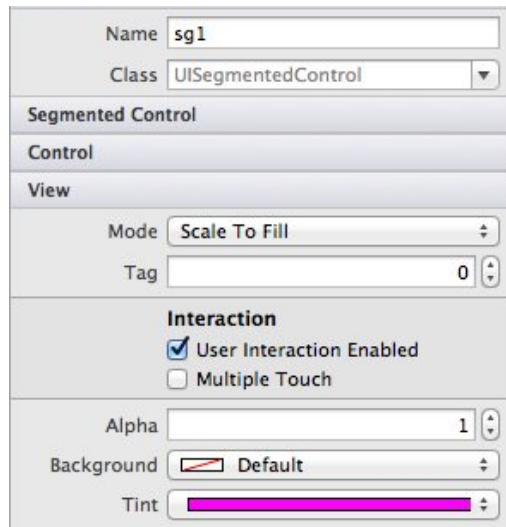 Name sg1
Class UISegmentedControl
Segmented Control
Control
View
Mode Scale To Fill
Tag 0
Interaction
User Interaction Enabled
Multiple Touch
Alpha 1
Background Default
Tint